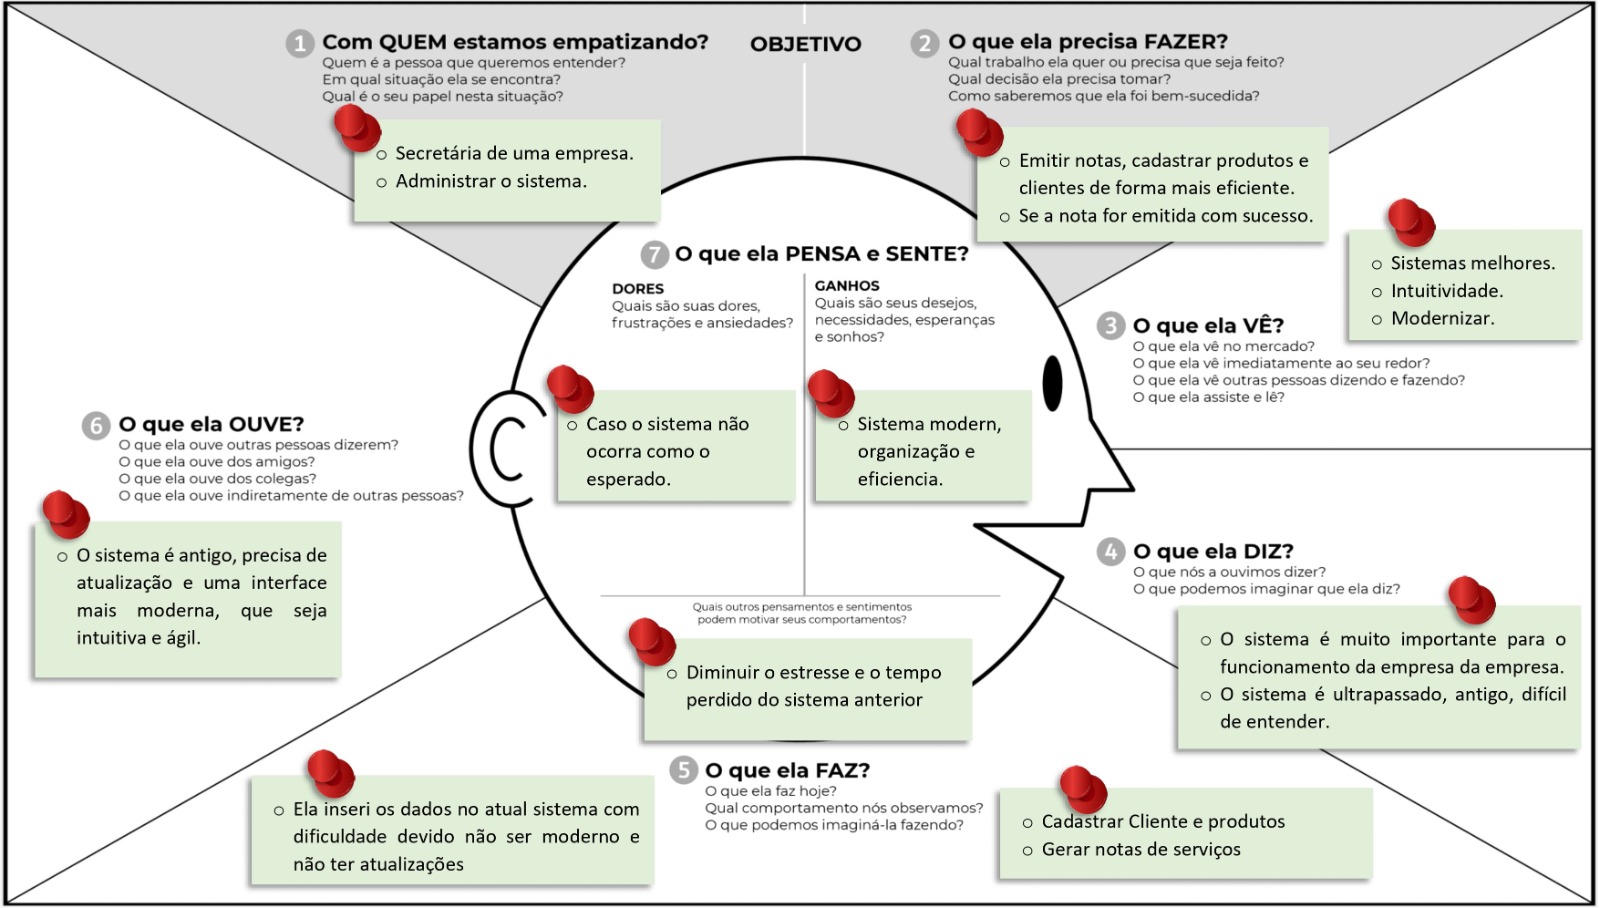 1 Com QUEM estamos empatizando?
Quem é a pessoa que queremos entender?
Em qual situação ela se encontra?
Qual é o seu papel nesta situação?
○ Secretária de uma empresa.
○ Administrar o sistema.
OBJETIVO
2 O que ela precisa FAZER?
Qual trabalho ela quer ou precisa que seja feito?
Qual decisão ela precisa tomar?
Como saberemos que ela foi bem-sucedida?
○ Emitir notas, cadastrar produtos e
clientes de forma mais eficiente.
○ Se a nota for emitida com sucesso.
○ Sistemas melhores.
○ Intuitividade.
○ Modernizar.
3 O que ela VÊ?
O que ela vê no mercado?
O que ela vê imediatamente ao seu redor?
O que ela vê outras pessoas dizendo e fazendo?
O que ela assiste e lê?
4 O que ela DIZ?
O que nós a ouvimos dizer?
O que podemos imaginar que ela diz?
○ O sistema é muito importante para o
funcionamento da empresa da empresa.
○ O sistema é ultrapassado, antigo, difícil
de entender.
5 O que ela FAZ?
O que ela faz hoje?
Qual comportamento nós observamos?
O que podemos imaginá-la fazendo?
○ Ela inseri os dados no atual sistema com
dificuldade devido não ser moderno e
não ter atualizações
○ Cadastrar Cliente e produtos
○ Gerar notas de serviços
6 O que ela OUVE?
O que ela ouve outras pessoas dizerem?
O que ela ouve dos amigos?
O que ela ouve dos colegas?
O que ela ouve indiretamente de outras pessoas?
○ O sistema é antigo, precisa de
atualização e uma interface
mais moderna, que seja
intuitiva e ágil.
7 O que ela PENSA e SENTE?
DORES
Quais são suas dores,
frustrações e ansiedades?
○ Caso o sistema não
ocorra como o
esperado.
GANHOS
Quais são seus desejos,
necessidades, esperanças
e sonhos?
○ Sistema modern,
organização e
eficiencia.
Quais outros pensamentos e sentimentos
podem motivar seus comportamentos?
○ Diminuir o estresse e o tempo
perdido do sistema anterior